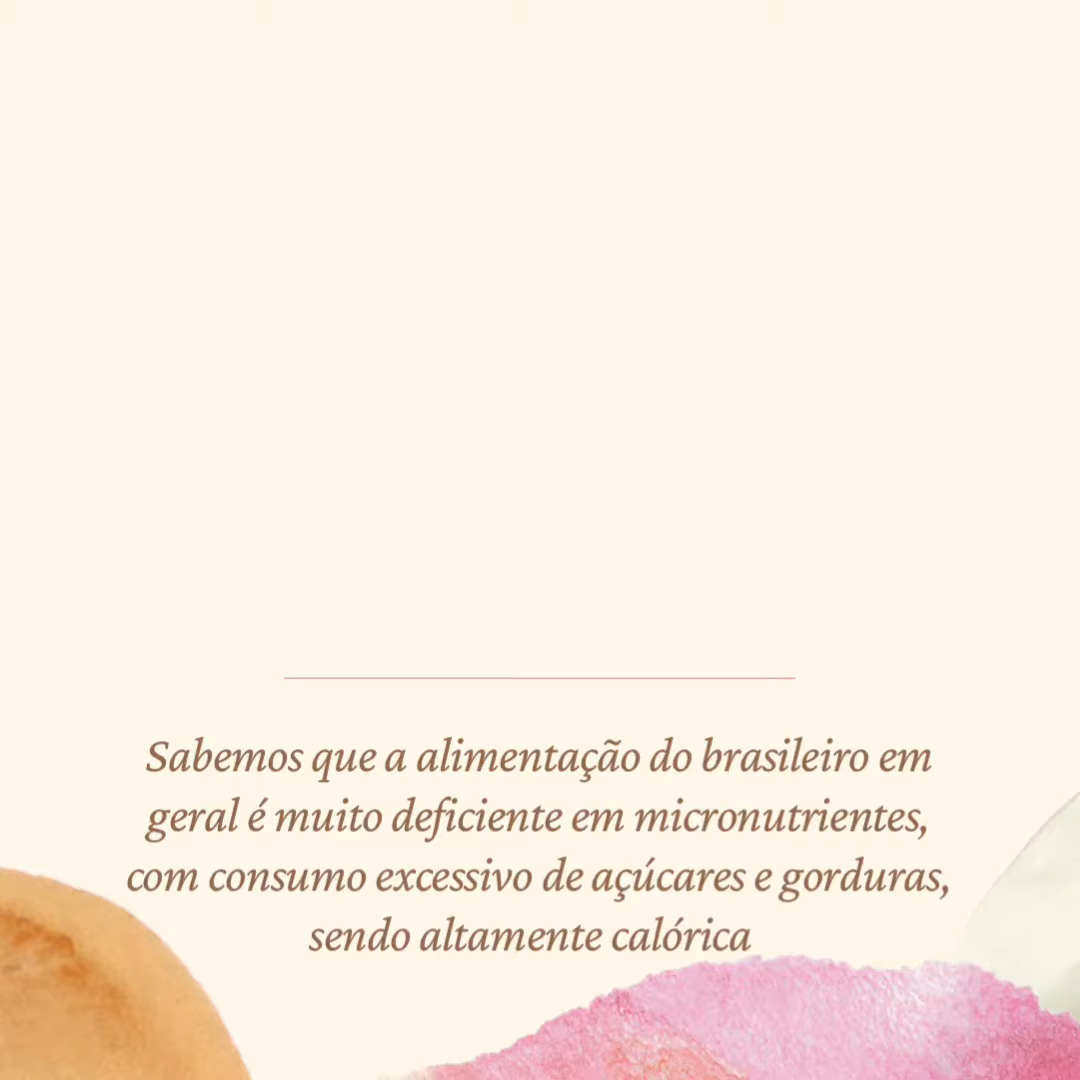 Sabemos que a alimentação do brasileiro em
geral é muito deficiente em micronutrientes,
com consumo excessivo de açúcares e gorduras,
sendo altamente calórica